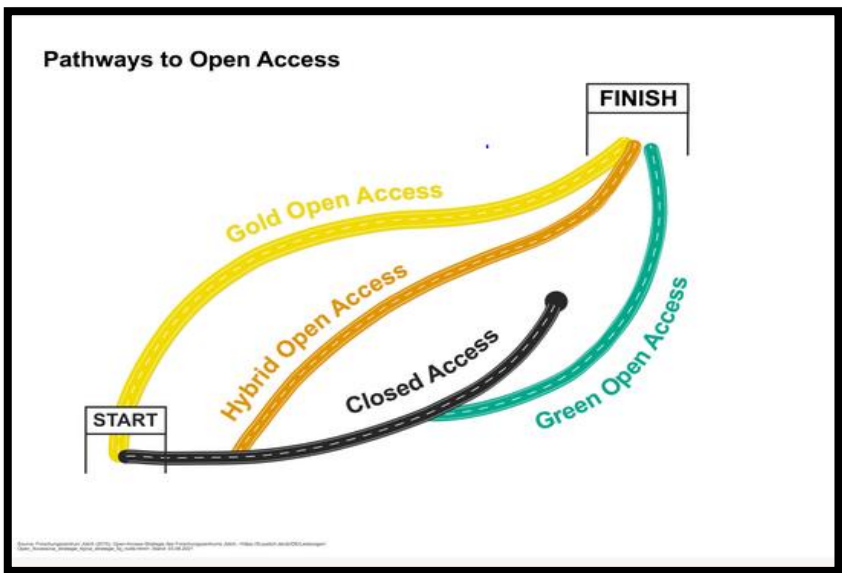 Pathways to Open Access
FINISH
Gold Open Access
Hybrid Open Access
Closed Access
Green Open Access
START